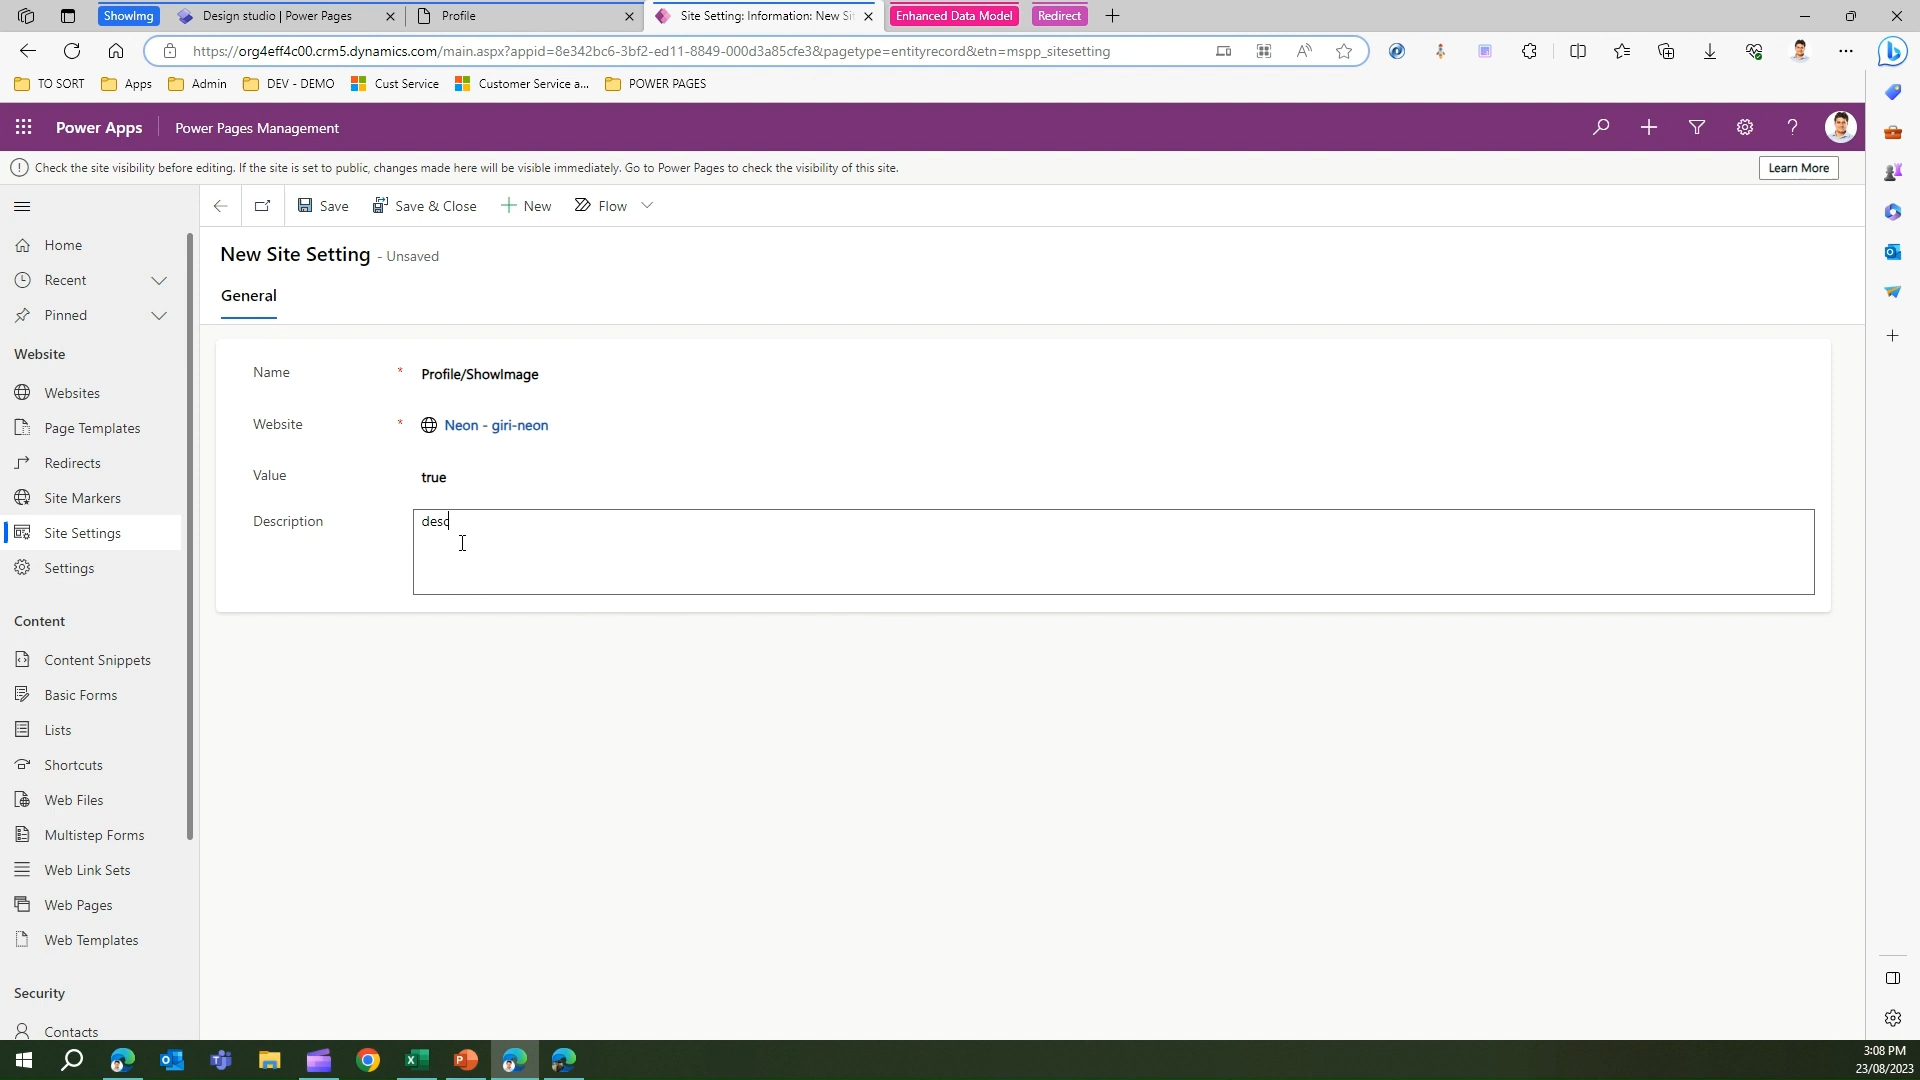 ShowImg
Design studio | Power Pages
Profile
Site Setting: Information: New Si
Enhanced Data Model
Redirect
https://org4eff4c00.crm5.dynamics.com/main.aspx?appid=8e342bc6-3bf2-ed11-8849-000d3a85cfe3&pagetype=entityrecord&etn=mspp_sitesetting
TO SORT
Apps
Admin
DEV - DEMO
Cust Service
Customer Service a...
POWER PAGES
Power Apps
Power Pages Management
Check the site visibility before editing. If the site is set to public, changes made here will be visible immediately. Go to Power Pages to check the visibility of this site.
Learn More
Save
Save & Close
New
Flow
New Site Setting - Unsaved
General
Home
Recent
Pinned
Website
Websites
Page Templates
Redirects
Site Markers
Site Settings
Settings
Content
Content Snippets
Basic Forms
Lists
Shortcuts
Web Files
Multistep Forms
Web Link Sets
Web Pages
Web Templates
Security
Contacts
Name * Profile/ShowImage
Website * Neon - giri-neon
Value true
Description desc
3:08 PM
23/08/2023